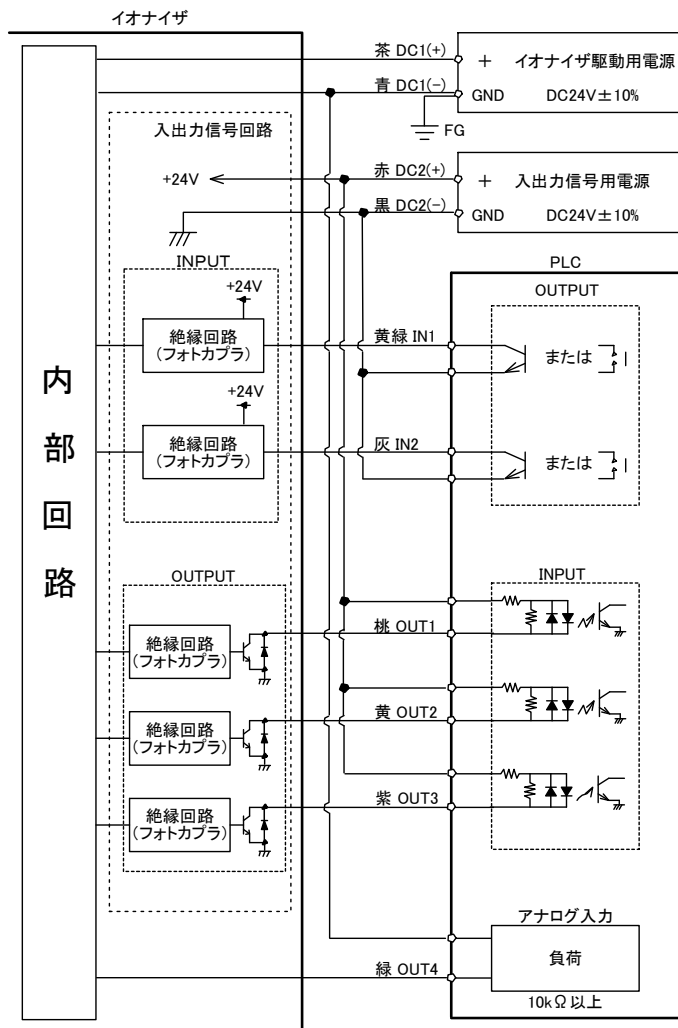 イオナイザ
茶 DC1(+)
+ イオナイザ駆動用電源
青 DC1(-)
GND DC24V±10%
FG
入出力信号回路
+24V
赤 DC2(+)
+ 入出力信号用電源
黒 DC2(-)
GND DC24V±10%
INPUT
PLC
OUTPUT
+24V
絶縁回路
(フォトカプラ)
黄緑 IN1
または
+24V
絶縁回路
(フォトカプラ)
灰 IN2
または
内部回路
OUTPUT
INPUT
絶縁回路
(フォトカプラ)
桃 OUT1
絶縁回路
(フォトカプラ)
黄 OUT2
絶縁回路
(フォトカプラ)
紫 OUT3
アナログ入力
負荷
緑 OUT4
10kΩ以上